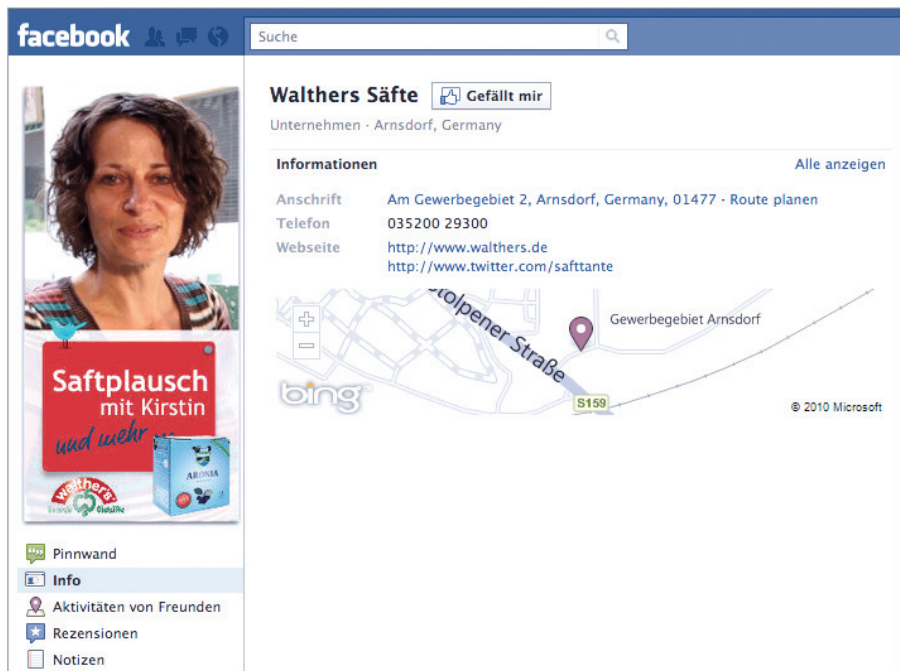 facebook
Suche
Walthers Säfte
Gefällt mir
Unternehmen · Arnsdorf, Germany
Informationen
Alle anzeigen
Anschrift
Am Gewerbegebiet 2, Arnsdorf, Germany, 01477 · Route planen
Telefon
035200 29300
Webseite
http://www.walthers.de
http://www.twitter.com/safttante
Stolpener Straße
Gewerbegebiet Arnsdorf
S159
bing
© 2010 Microsoft
Saftplausch
mit Kirstin
und mehr ...
ARONIA
walther's
Pinnwand
Info
Aktivitäten von Freunden
Rezensionen
Notizen